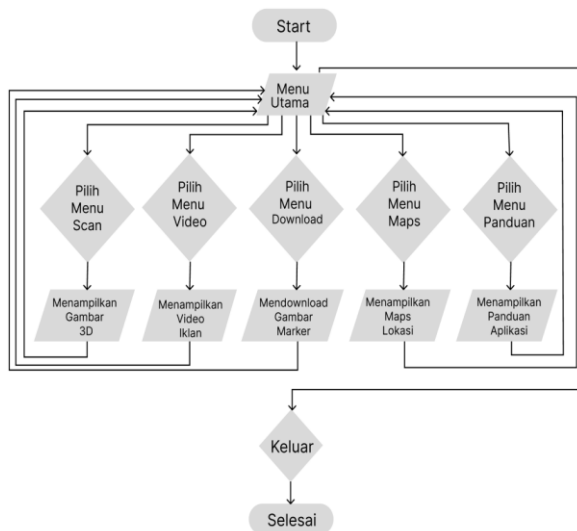 Start
Menu
Utama
Pilih
Menu
Scan
Pilih
Menu
Video
Pilih
Menu
Download
Pilih
Menu
Maps
Pilih
Menu
Panduan
Menampilkan
Gambar
3D
Menampilkan
Video
Iklan
Mendownload
Gambar
Marker
Menampilkan
Maps
Lokasi
Menampilkan
Panduan
Aplikasi
Keluar
Selesai